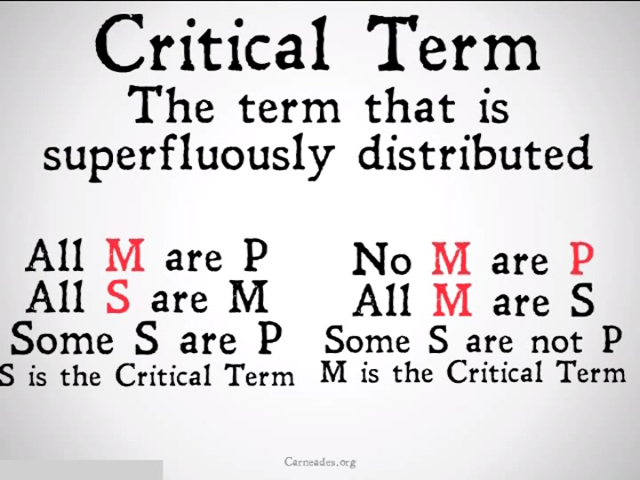 Critical Term
The term that is
superfluously distributed
All M are P
All S are M
Some S are P
S is the Critical Term
No M are P
All M are S
Some S are not P
M is the Critical Term
Carneades.org